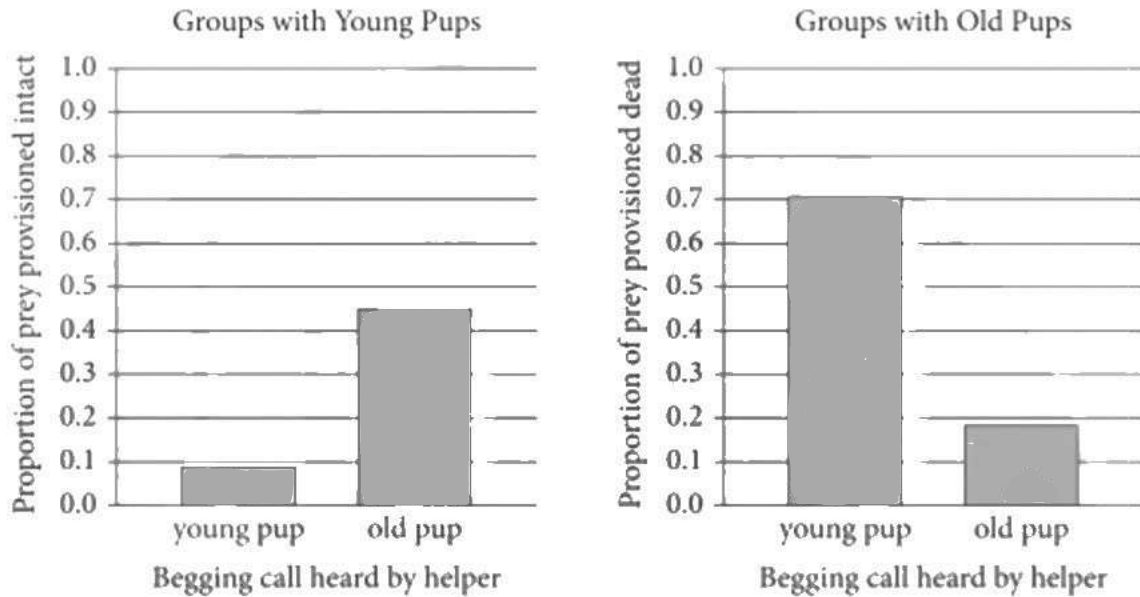 Groups with Young Pups
Proportion of prey provisioned intact
1.0
0.9
0.8
0.7
0.6
0.5
0.4
0.3
0.2
0.1
0.0
young pup
old pup
Begging call heard by helper
Groups with Old Pups
Proportion of prey provisioned dead
1.0
0.9
0.8
0.7
0.6
0.5
0.4
0.3
0.2
0.1
0.0
young pup
old pup
Begging call heard by helper